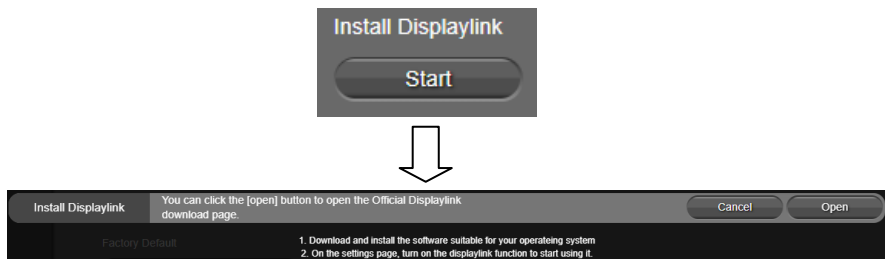 Install Displaylink
Start
Install Displaylink
You can click the [open] button to open the Official Displaylink
download page.
Cancel
Open
Factory Default
1. Download and install the software suitable for your operateing system
2. On the settings page, turn on the displaylink function to start using it.